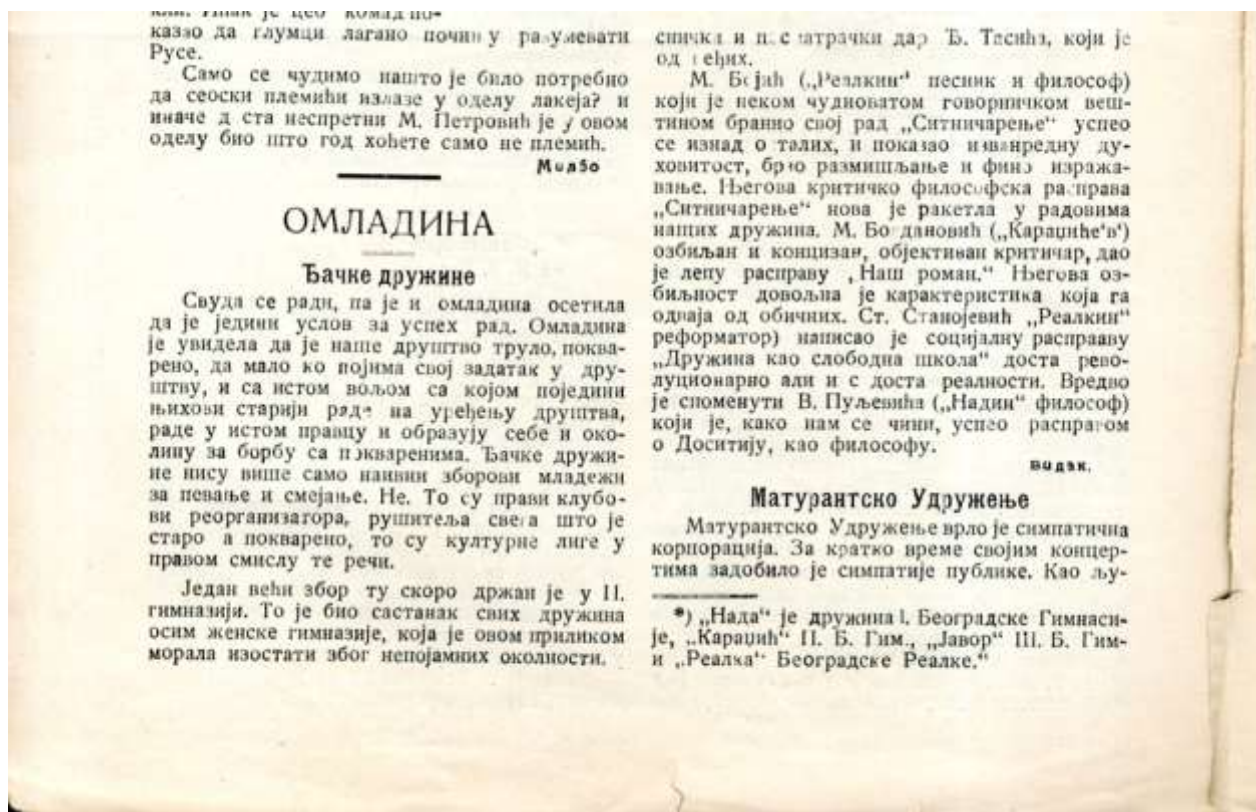 казао да глумци лагано почињу разумевати
Русе.
Само се чудимо нашто је било потребно
да сеоски племићи излазе у оделу лакеја? и
иначе д ста неспретни М. Петровић је у овом
оделу био што год хоћете само не племић.
ОМЛАДИНА
Ђачке дружине
Свуда се ради, па је и омладина осетила
да је једини услов за успех рад. Омладина
је увидела да је наше друштво труло, поква-
рено, да мало ко појима свој задатак у дру-
штву, и са истом вољом са којом поједини
њихови старији раде на уређењу друштва,
раде у истом правцу и образују себе и око-
лину за борбу са поквареннма. Ђачке дружи-
не нису више само наивни зборови младежи
за певање и смејање. Не. То су прави клубо-
ви реорганизатора, рушитеља свега што је
старо а покварено, то су културне лиге у
правом смислу те речи.
Један већи збор ту скоро држан је у II.
гимназији. То је био састанак свих дружина
осим женске гимназије, која је овом приликом
морала изостати због непојамних околности.
и дар Ђ. Тасића, који је
од
М. Бојић („Реалкин“ песник и философ)
који је неком чудноватом говорничком веш-
тином бранио свој рад „Ситничарење“ успео
се изнад о талих, и показао изванредну ду-
ховитост, брзо размишљање и фино изража-
вање. Његова критичко философска расправа
„Ситничарење“ нова је ракетла у радовима
наших дружина. М. Богдановић („Караџиће'в')
озбиљан и концизан, објективан критичар, дао
је лепу расправу „Наш роман.“ Његова оз-
биљност довољна је карактеристика која га
одваја од обичних. Ст. Станојевић „Реалкин“
реформатор) написао је социјалну распрааву
„Дружина као слободна школа“ доста рево-
луционарно али и с доста реалности. Вредно
је споменути В. Пуљевића („Надин“ философ)
који је, како нам се чини, успео расправом
о Доситију, као философу.
Видак.
Матурантско Удружење
Матурантско Удружење врло је симпатична
корпорација. За кратко време својим концер-
тима задобило је симпатије публике. Као љу-
*) „Нада“ је дружина I. Београдске Гимнаси-
је, „Караџић“ II. Б. Гим., „Јавор“ III. Б. Гим-
и „Реалка“ Београдске Реалке.“